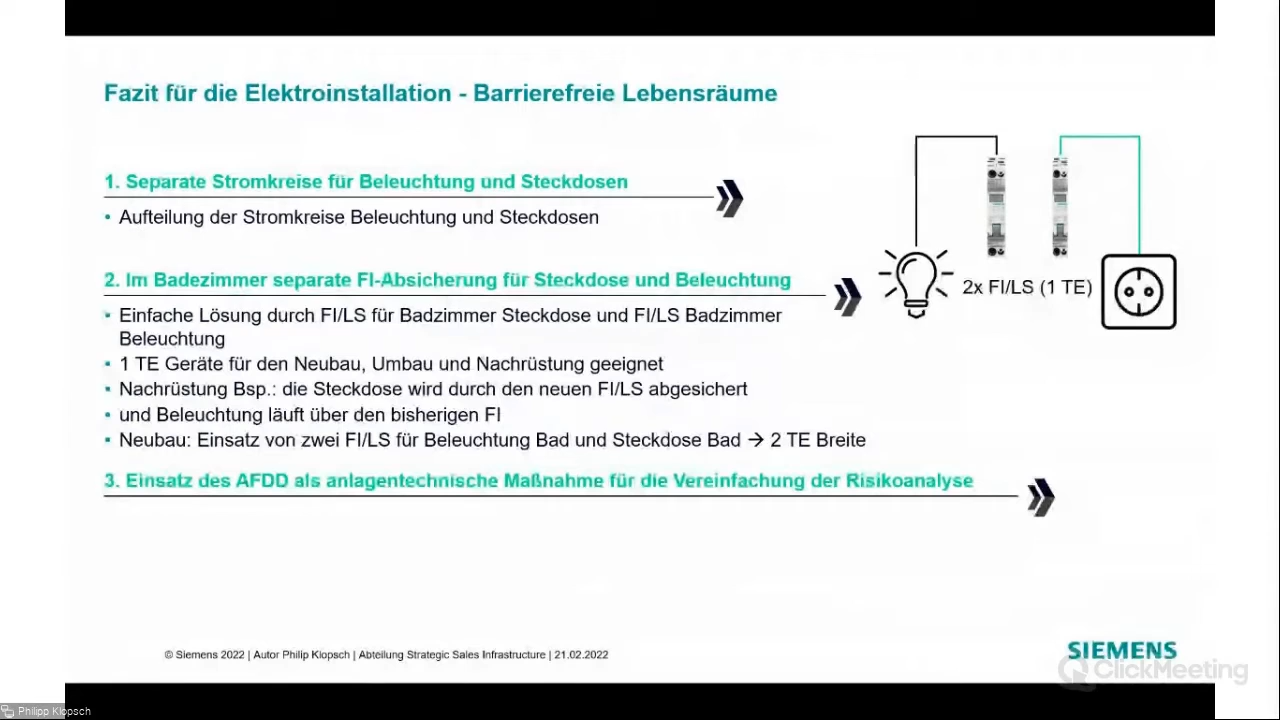 Fazit für die Elektroinstallation - Barrierefreie Lebensräume
1. Separate Stromkreise für Beleuchtung und Steckdosen
• Aufteilung der Stromkreise Beleuchtung und Steckdosen
2. Im Badezimmer separate FI-Absicherung für Steckdose und Beleuchtung
• Einfache Lösung durch FI/LS für Badzimmer Steckdose und FI/LS Badzimmer
Beleuchtung
• 1 TE Geräte für den Neubau, Umbau und Nachrüstung geeignet
• Nachrüstung Bsp.: die Steckdose wird durch den neuen FI/LS abgesichert
• und Beleuchtung läuft über den bisherigen FI
• Neubau: Einsatz von zwei FI/LS für Beleuchtung Bad und Steckdose Bad → 2 TE Breite
3. Einsatz des AFDD als anlagentechnische Maßnahme für die Vereinfachung der Risikoanalyse
2x FI/LS (1 TE)
© Siemens 2022 | Autor Philip Klopsch | Abteilung Strategic Sales Infrastructure | 21.02.2022
SIEMENS
ClickMeeting
Philipp Klopsch